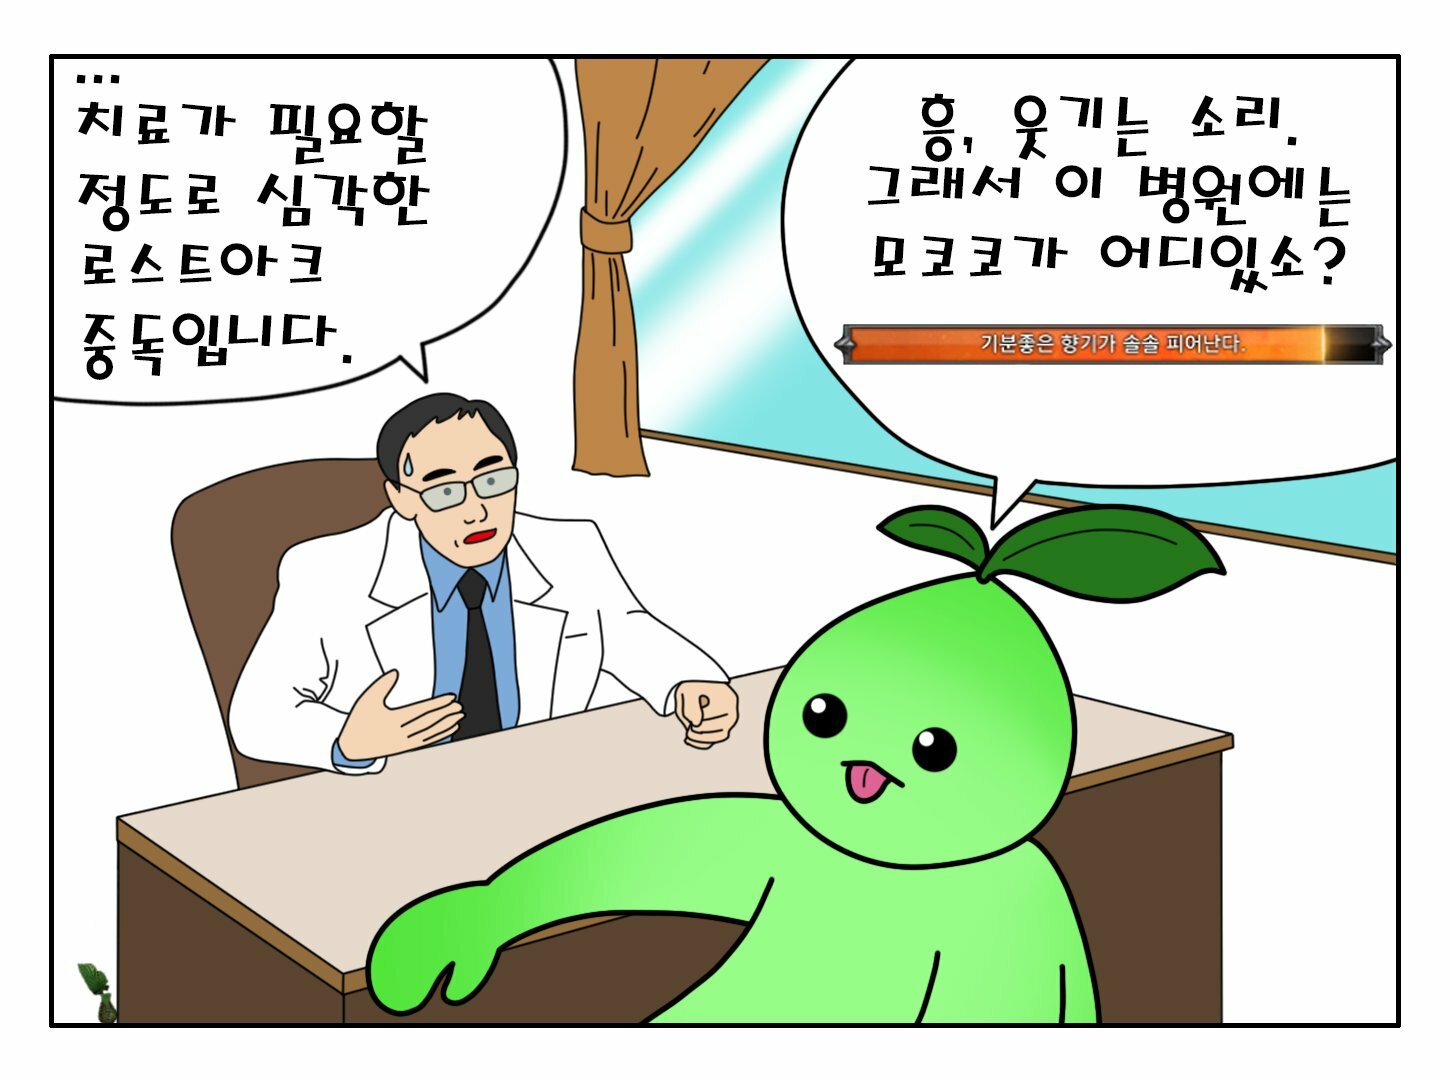 ...
치료가 필요할
정도로 심각한
로스트아크
중독입니다.
흥, 웃기는 소리.
그래서 이 병원에는
모코코가 어디있소?
기분좋은 향기가 솔솔 피어난다.